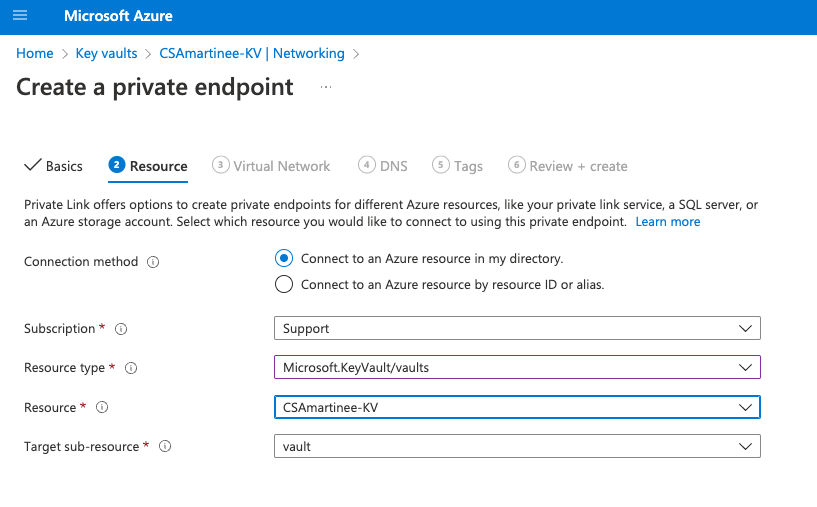 Microsoft Azure
Home > Key vaults > CSAmartinee-KV | Networking >
Create a private endpoint ...
Basics 2 Resource 3 Virtual Network 4 DNS 5 Tags 6 Review + create
Private Link offers options to create private endpoints for different Azure resources, like your private link service, a SQL server, or
an Azure storage account. Select which resource you would like to connect to using this private endpoint. Learn more
Connection method
Connect to an Azure resource in my directory.
Connect to an Azure resource by resource ID or alias.
Subscription * Support
Resource type * Microsoft.KeyVault/vaults
Resource * CSAmartinee-KV
Target sub-resource * vault